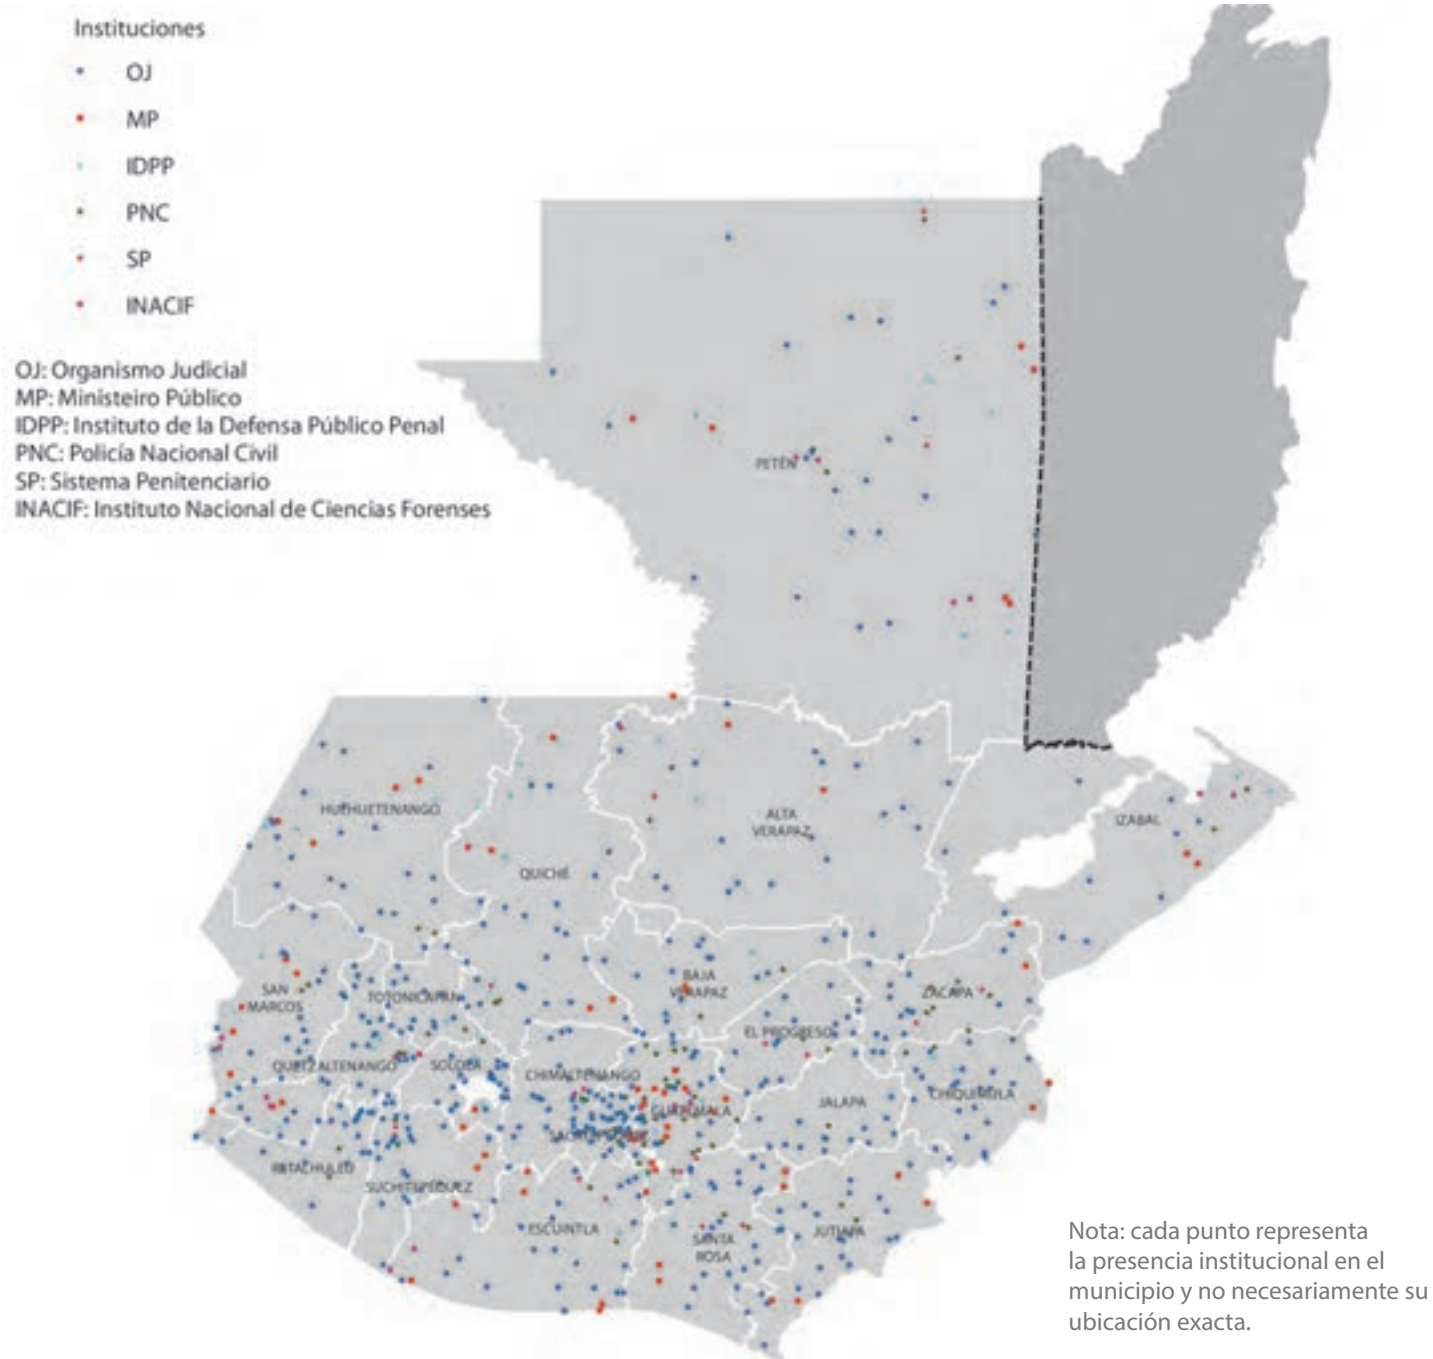 Instituciones
OJ
MP
IDPP
PNC
SP
INACIF
OJ: Organismo Judicial
MP: Ministeiro Público
IDPP: Instituto de la Defensa Público Penal
PNC: Policía Nacional Civil
SP: Sistema Penitenciario
INACIF: Instituto Nacional de Ciencias Forenses
PETÉN
HUEHUETENANGO
ALTA
VERAPAZ
IZABAL
QUICHÉ
SAN
MARCOS
TOTONICAPÁN
BAJA
VERAPAZ
ZACAPA
EL PROGRESO
QUETZALTENANGO
SOLOLÁ
CHIMALTENANGO
GUATEMALA
JALAPA
CHIQUIMULA
RETALHULEU
SUCHITEPÉQUEZ
ESCUINTLA
SANTA
ROSA
JUTIAPA
Nota: cada punto representa
la presencia institucional en el
municipio y no necesariamente su
ubicación exacta.